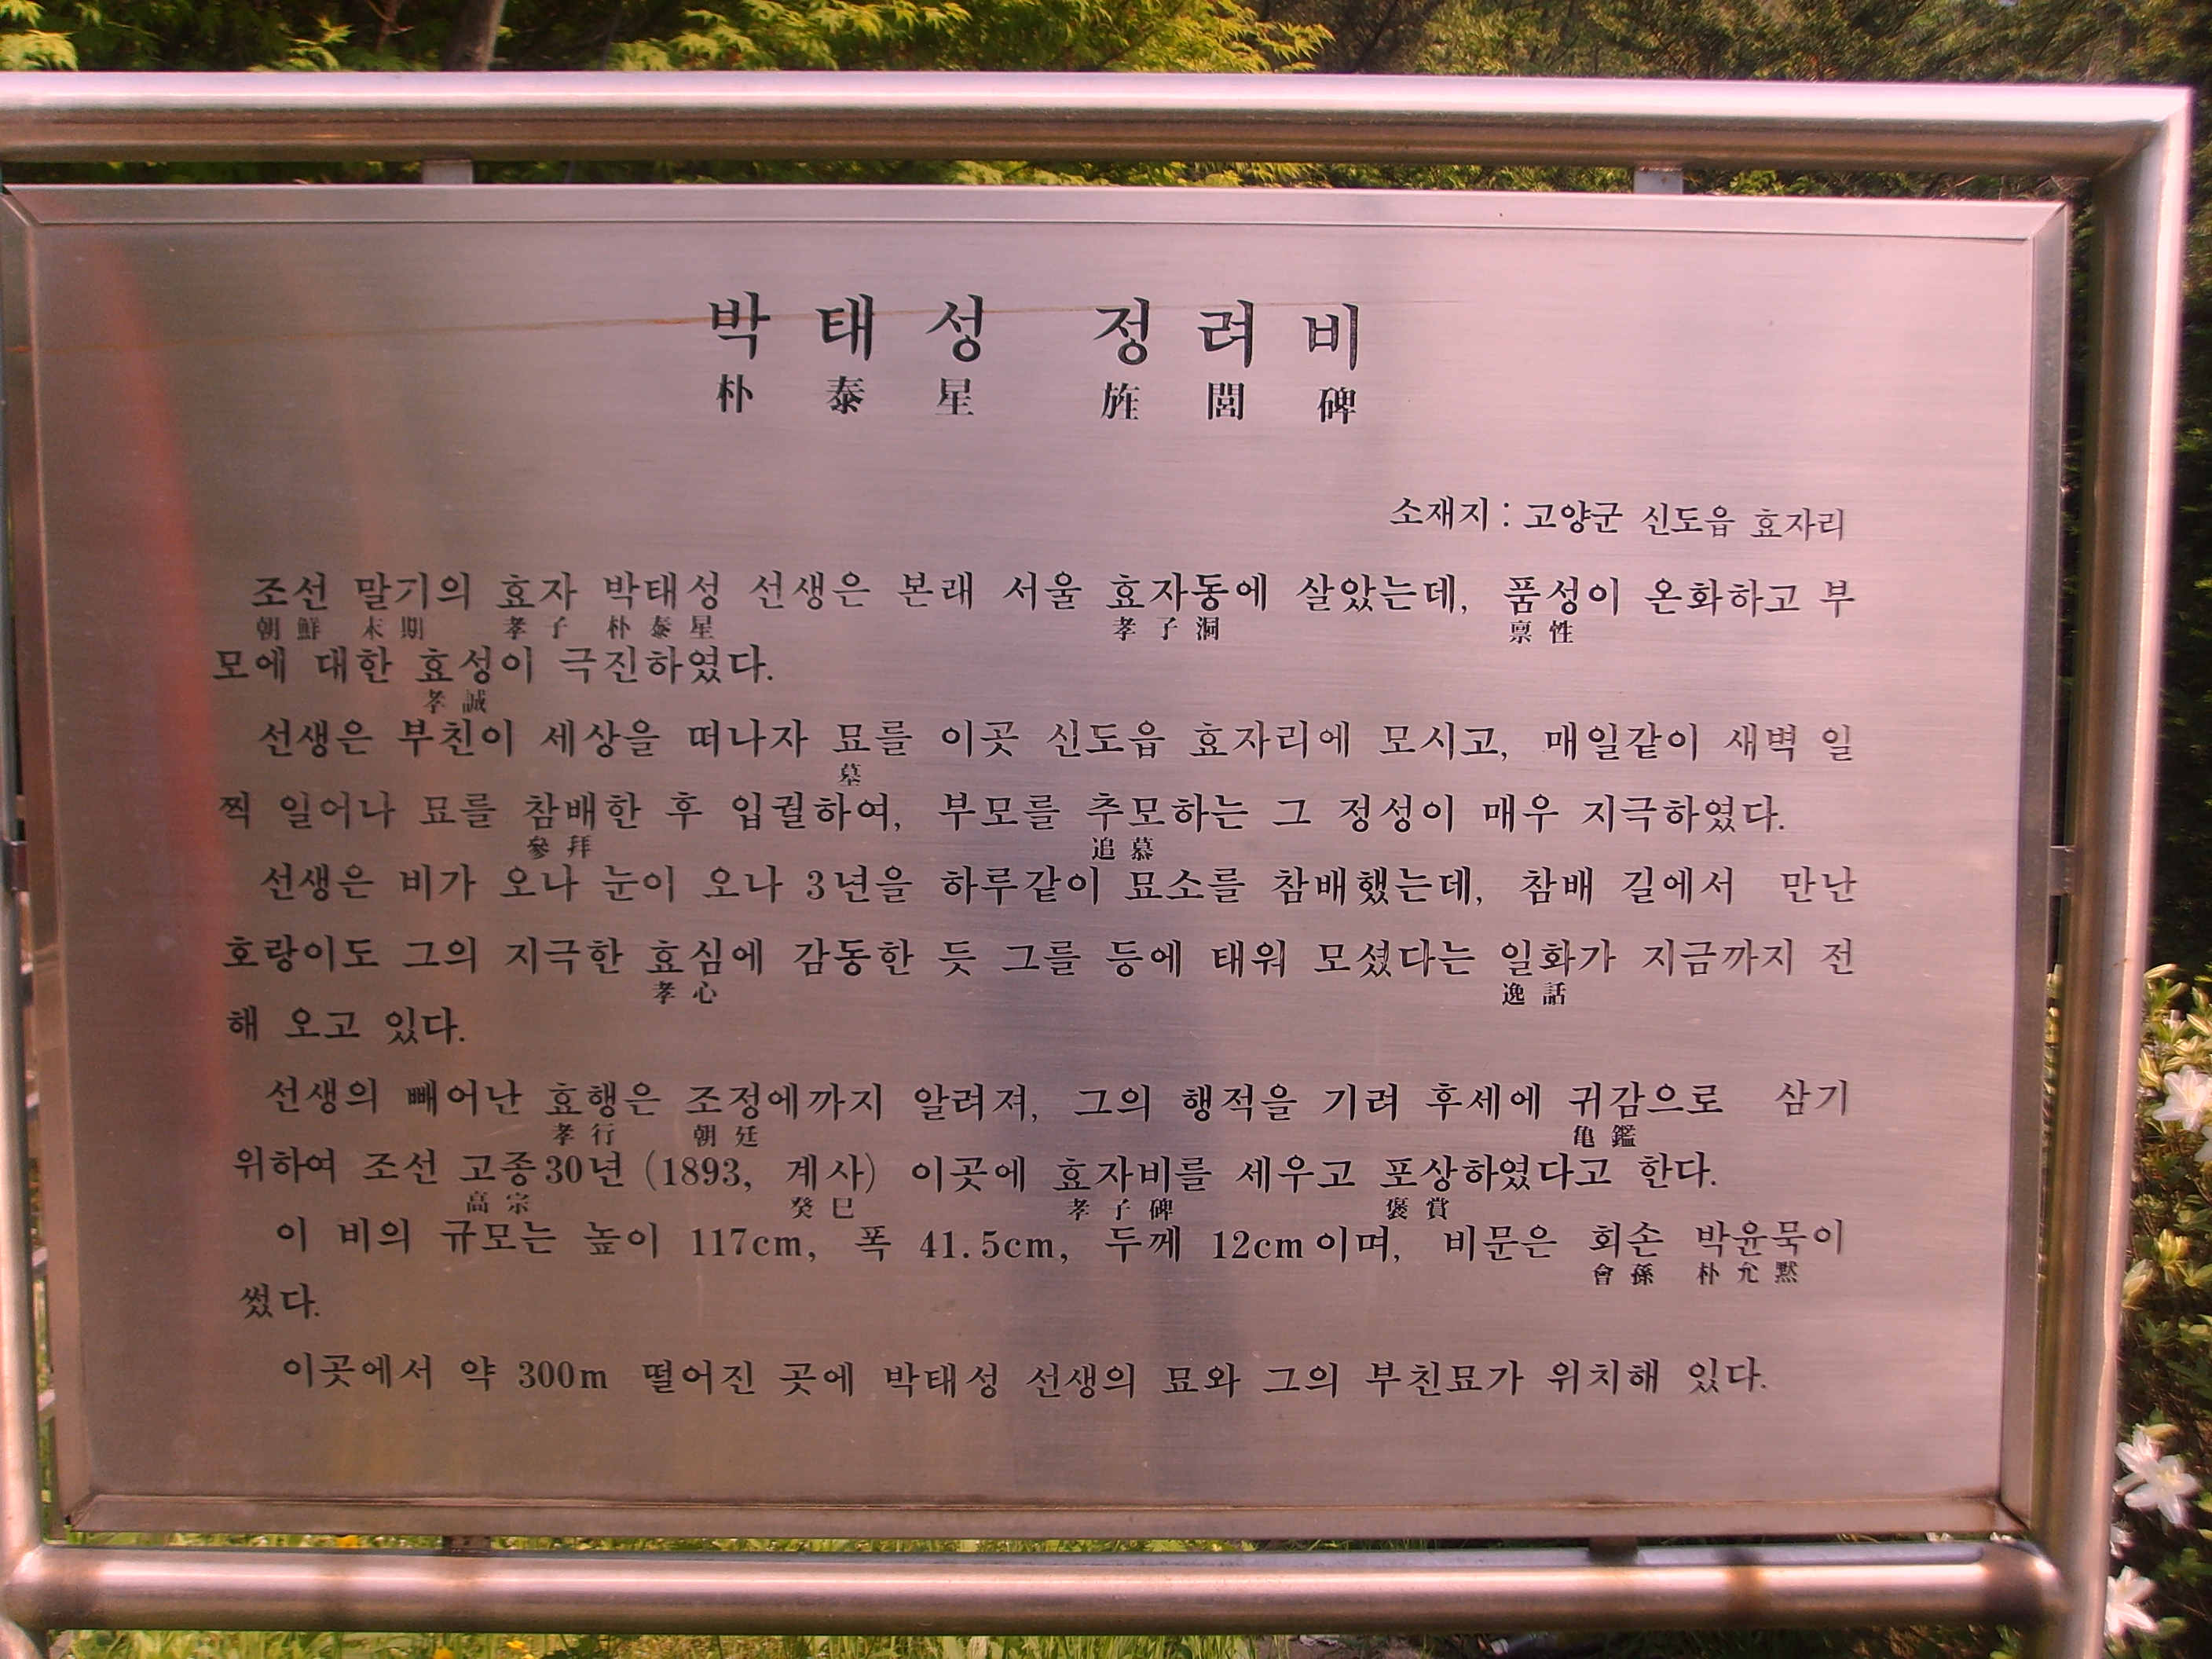 박태성 정려비
朴泰星 旌閭碑
소재지 : 고양군 신도읍 효자리
조선 말기의 효자 박태성 선생은 본래 서울 효자동에 살았는데, 품성이 온화하고 부
朝鮮 末期 孝子 朴泰星 孝子洞 禀性
모에 대한 효성이 극진하였다.
孝誠
선생은 부친이 세상을 떠나자 묘를 이곳 신도읍 효자리에 모시고, 매일같이 새벽 일
墓
찍 일어나 묘를 참배한 후 입궐하여, 부모를 추모하는 그 정성이 매우 지극하였다.
參拜 追慕
선생은 비가 오나 눈이 오나 3년을 하루같이 묘소를 참배했는데, 참배 길에서 만난
호랑이도 그의 지극한 효심에 감동한 듯 그를 등에 태워 모셨다는 일화가 지금까지 전
孝心 逸話
해 오고 있다.
선생의 빼어난 효행은 조정에까지 알려져, 그의 행적을 기려 후세에 귀감으로 삼기
孝行 朝廷 亀鑑
위하여 조선 고종30년 (1893, 계사) 이곳에 효자비를 세우고 포상하였다고 한다.
高宗 癸巳 孝子碑 褒賞
이 비의 규모는 높이 117cm, 폭 41.5cm, 두께 12cm이며, 비문은 회손 박윤묵이
會孫 朴允黙
썼다.
이곳에서 약 300m 떨어진 곳에 박태성 선생의 묘와 그의 부친묘가 위치해 있다.